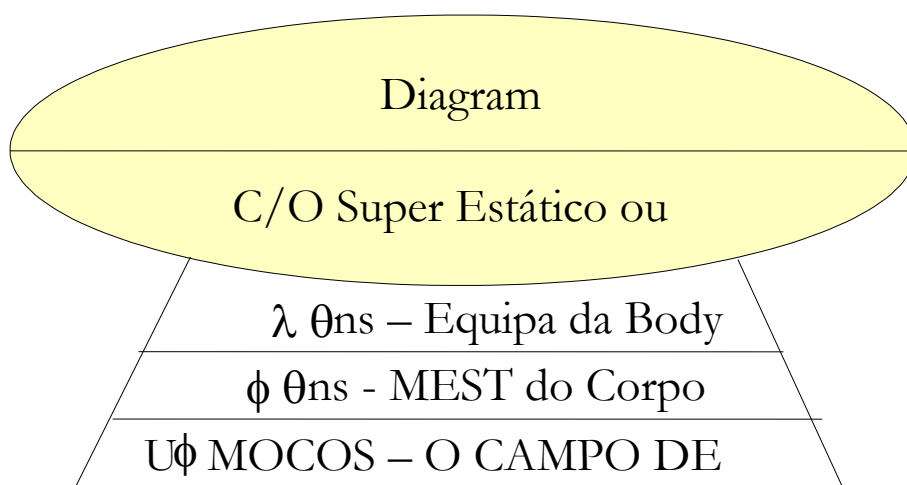 Diagram
C/O Super Estático ou
λ θns – Equipa da Body
ϕ θns - MEST do Corpo
Uϕ MOCOS – O CAMPO DE